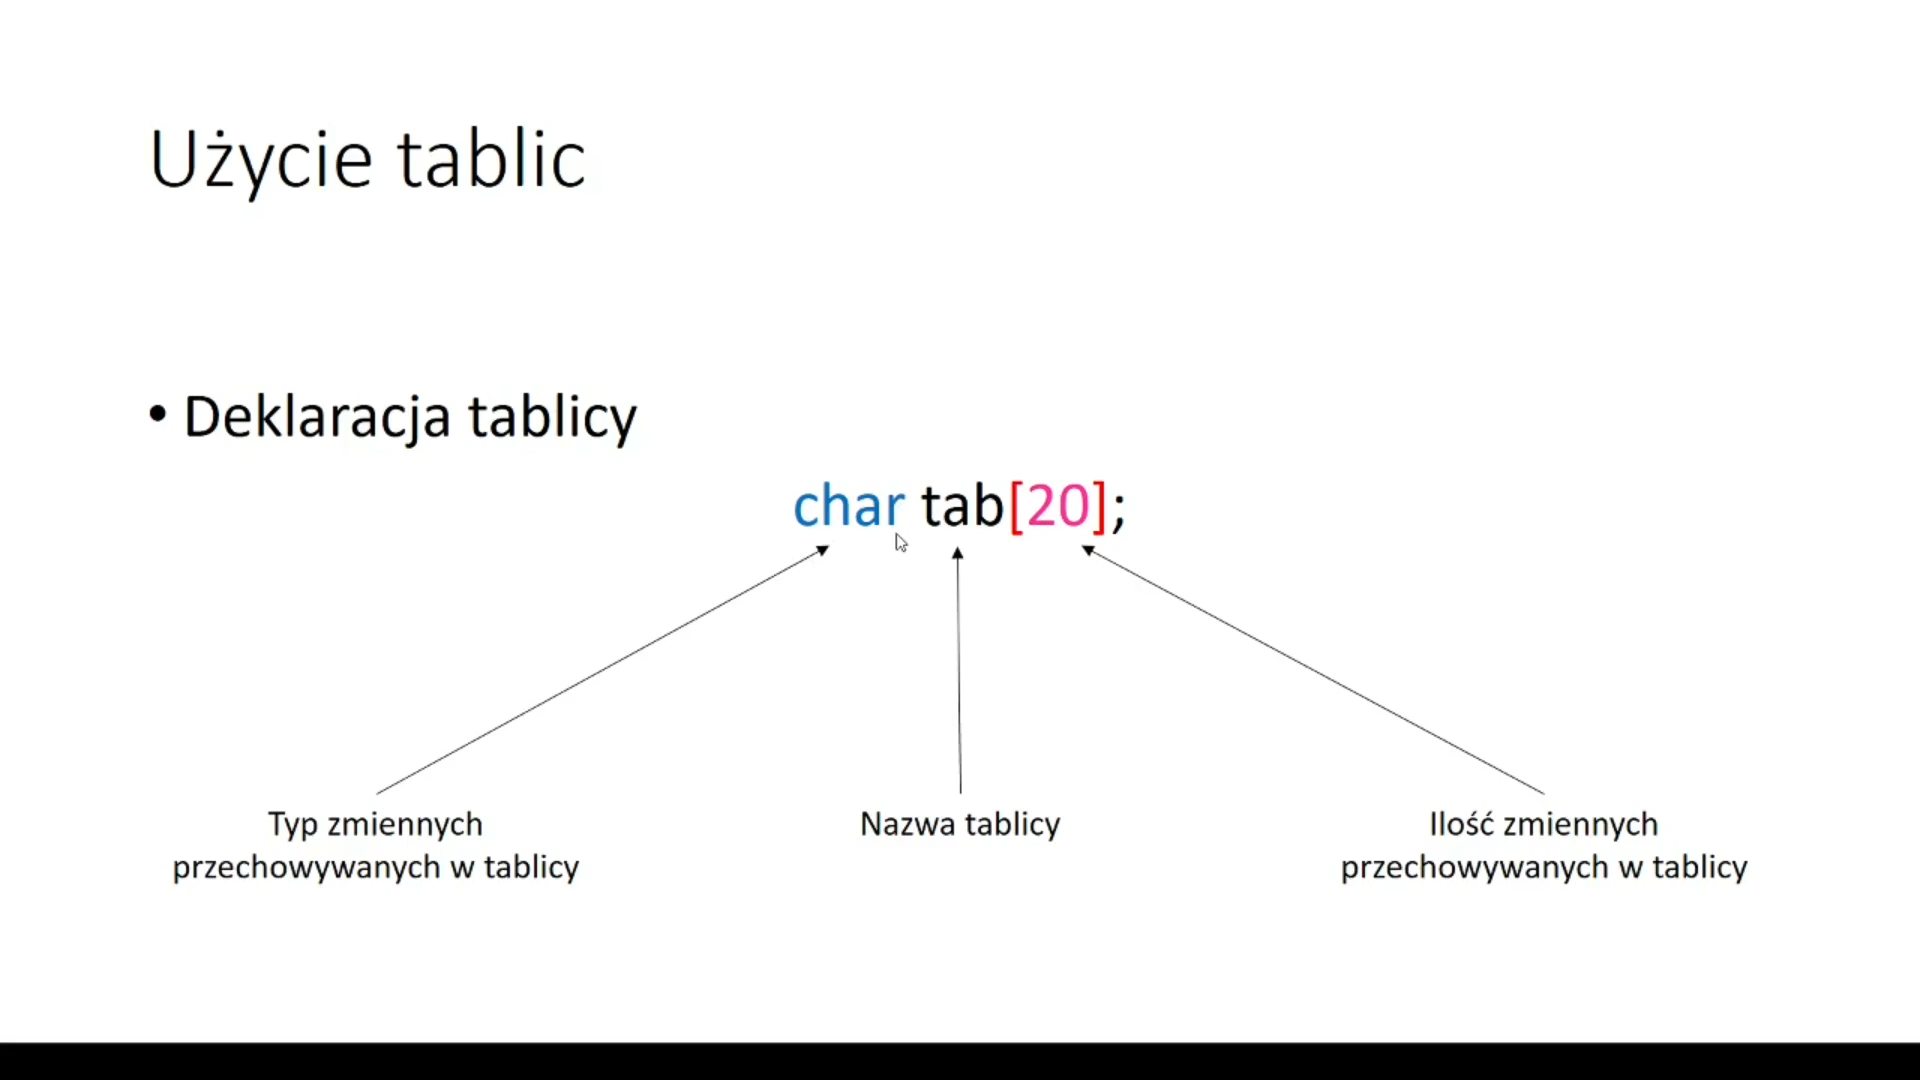 Użycie tablic
• Deklaracja tablicy
char tab[20];
Typ zmiennych
przechowywanych w tablicy
Nazwa tablicy
Ilość zmiennych
przechowywanych w tablicy